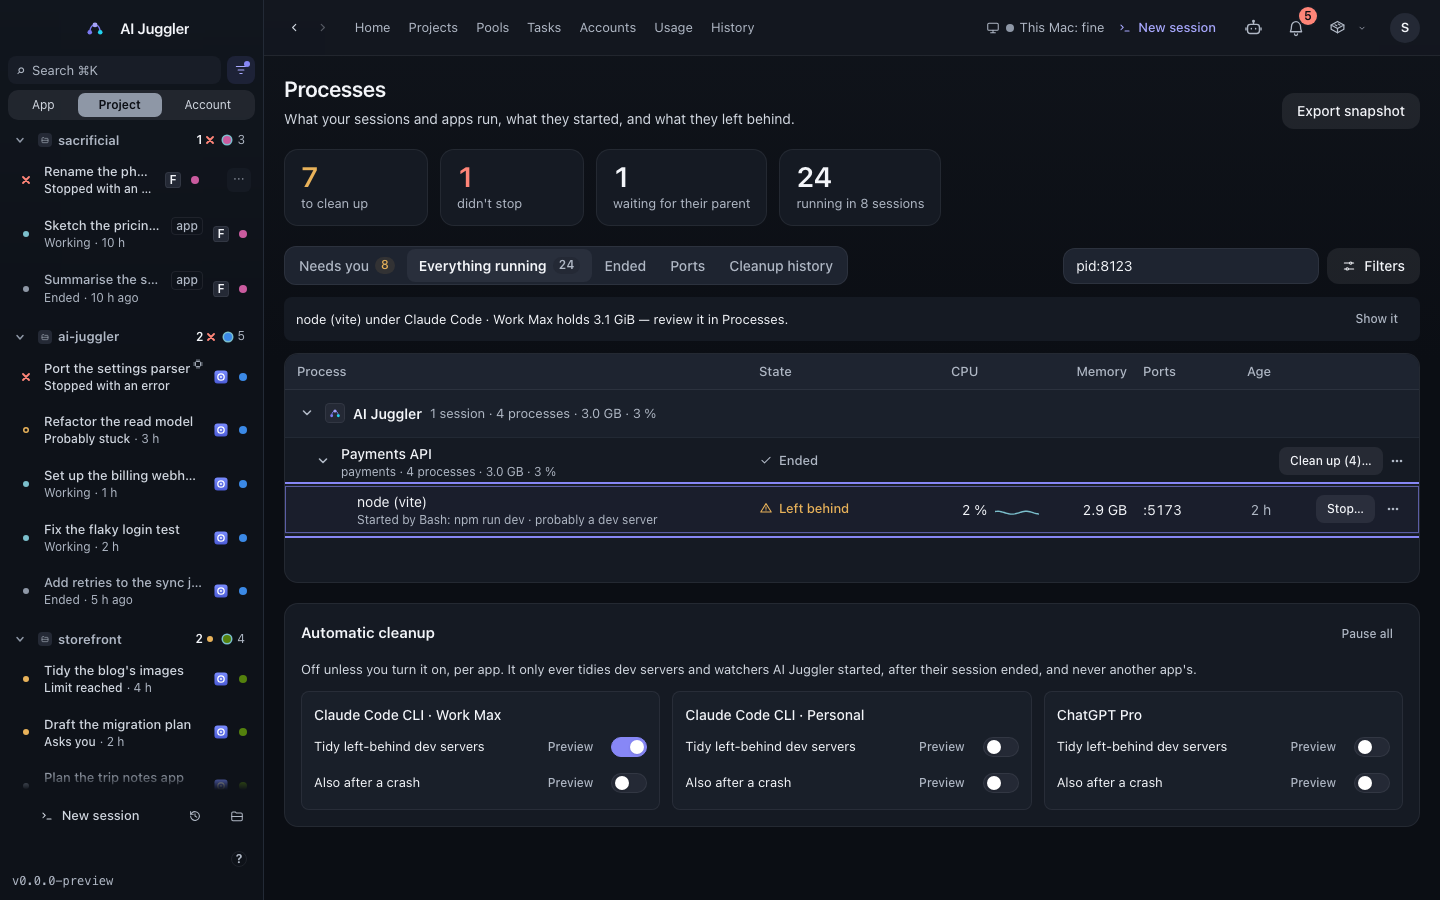 AI Juggler
Search ⌘K
App Project Account
sacrificial 1 3
Rename the ph... F
Stopped with an ...
Sketch the pricin... app F
Working · 10 h
Summarise the s... app F
Ended · 10 h ago
ai-juggler 2 5
Port the settings parser
Stopped with an error
Refactor the read model
Probably stuck · 3 h
Set up the billing webh...
Working · 1 h
Fix the flaky login test
Working · 2 h
Add retries to the sync j...
Ended · 5 h ago
storefront 2 4
Tidy the blog's images
Limit reached · 4 h
Draft the migration plan
Asks you · 2 h
Plan the trip notes app
New session
?
v0.0.0-preview
Home Projects Pools Tasks Accounts Usage History
This Mac: fine New session 5 S
Processes
What your sessions and apps run, what they started, and what they left behind.
Export snapshot
7
to clean up
1
didn't stop
1
waiting for their parent
24
running in 8 sessions
Needs you 8 Everything running 24 Ended Ports Cleanup history
pid:8123 Filters
node (vite) under Claude Code · Work Max holds 3.1 GiB — review it in Processes. Show it
Process State CPU Memory Ports Age
AI Juggler 1 session · 4 processes · 3.0 GB · 3 %
Payments API Ended Clean up (4)...
payments · 4 processes · 3.0 GB · 3 %
node (vite) Left behind 2 % 2.9 GB :5173 2 h Stop...
Started by Bash: npm run dev · probably a dev server
Automatic cleanup Pause all
Off unless you turn it on, per app. It only ever tidies dev servers and watchers AI Juggler started, after their session ended, and never another app's.
Claude Code CLI · Work Max
Tidy left-behind dev servers Preview
Also after a crash Preview
Claude Code CLI · Personal
Tidy left-behind dev servers Preview
Also after a crash Preview
ChatGPT Pro
Tidy left-behind dev servers Preview
Also after a crash Preview